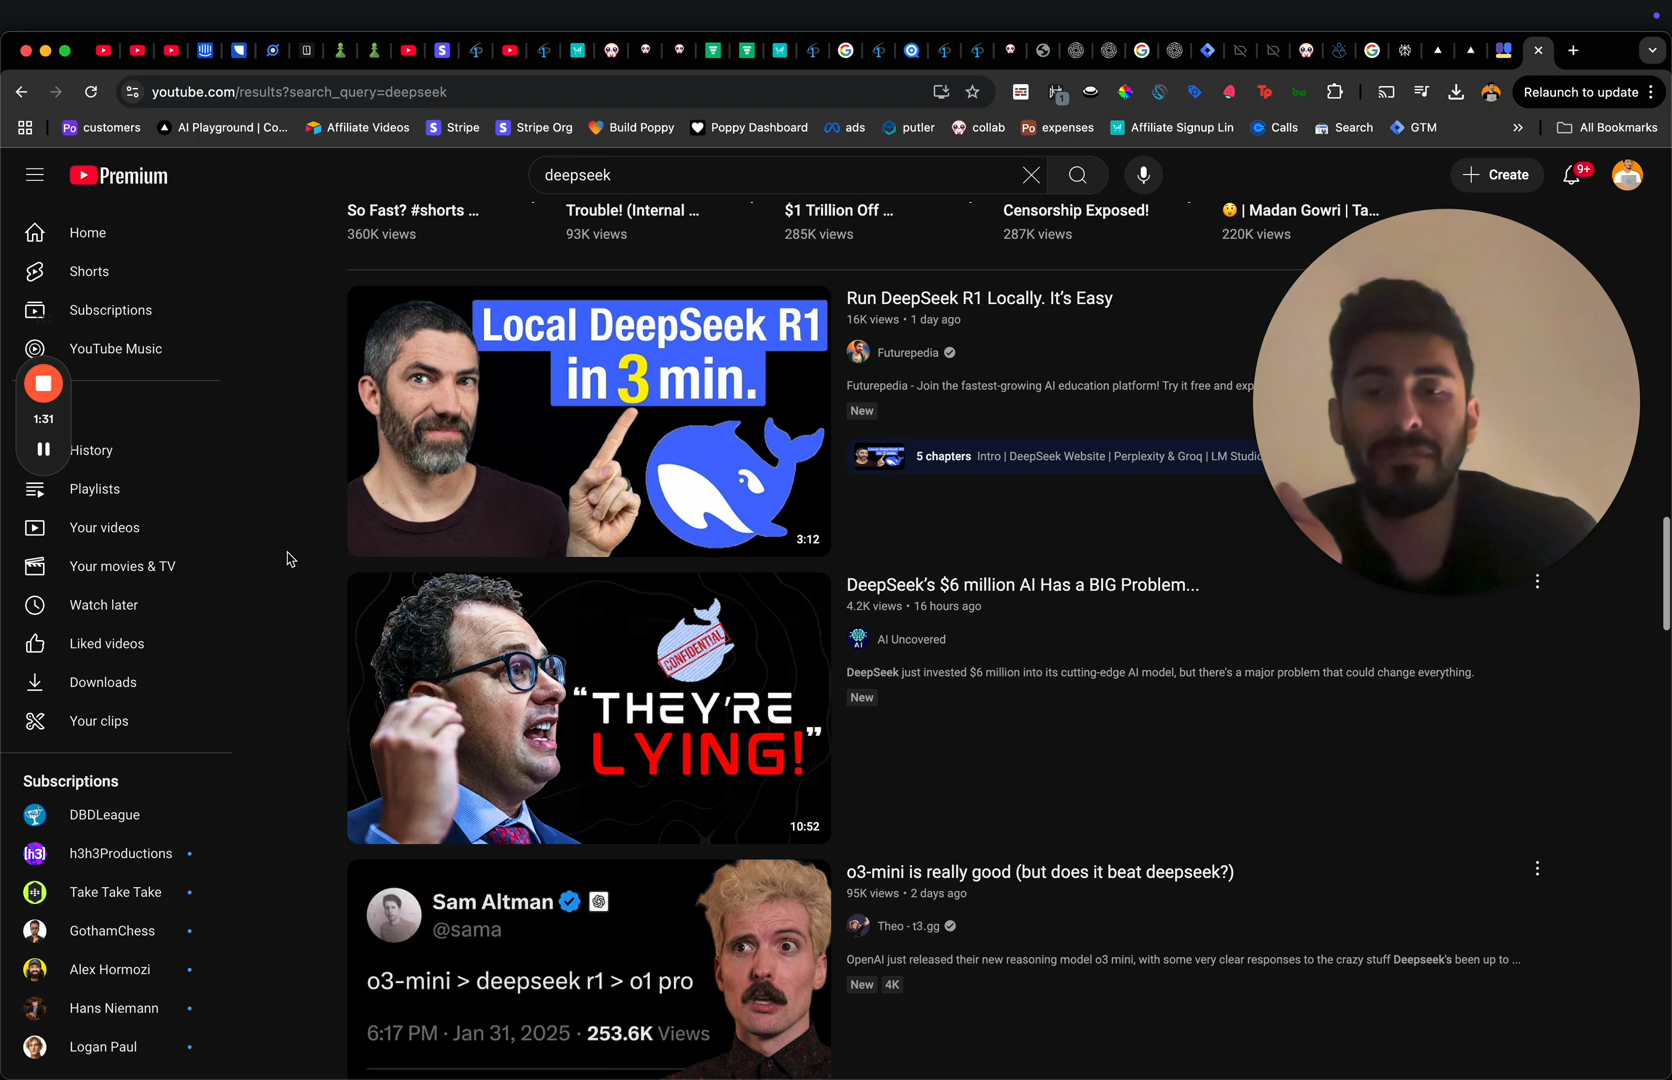 youtube.com/results?search_query=deepseek
Relaunch to update
customers
AI Playground | Co...
Affiliate Videos
Stripe
Stripe Org
Build Poppy
Poppy Dashboard
ads
putler
collab
expenses
Affiliate Signup Lin
Calls
Search
GTM
All Bookmarks
Premium
deepseek
Create
9+
Home
Shorts
Subscriptions
YouTube Music
1:31
History
Playlists
Your videos
Your movies & TV
Watch later
Liked videos
Downloads
Your clips
Subscriptions
DBDLeague
h3h3Productions
Take Take Take
GothamChess
Alex Hormozi
Hans Niemann
Logan Paul
So Fast? #shorts ...
360K views
Trouble! (Internal ...
93K views
$1 Trillion Off ...
285K views
Censorship Exposed!
287K views
| Madan Gowri | Ta...
220K views
Local DeepSeek R1
in 3 min.
3:12
Run DeepSeek R1 Locally. It's Easy
16K views • 1 day ago
Futurepedia
Futurepedia - Join the fastest-growing AI education platform! Try it free and exp
New
5 chapters Intro | DeepSeek Website | Perplexity & Groq | LM Studio
CONFIDENTIAL
"THEY'RE
LYING!"
10:52
DeepSeek's $6 million AI Has a BIG Problem...
4.2K views • 16 hours ago
AI Uncovered
DeepSeek just invested $6 million into its cutting-edge AI model, but there's a major problem that could change everything.
New
Sam Altman
@sama
o3-mini > deepseek r1 > o1 pro
6:17 PM · Jan 31, 2025 · 253.6K Views
o3-mini is really good (but does it beat deepseek?)
95K views • 2 days ago
Theo - t3.gg
OpenAI just released their new reasoning model o3 mini, with some very clear responses to the crazy stuff Deepseek's been up to ...
New 4K